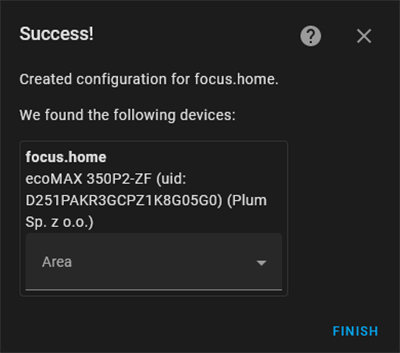 Success!
Created configuration for focus.home.
We found the following devices:
focus.home
ecoMAX 350P2-ZF (uid:
D251PAKR3GCPZ1K8G05G0) (Plum
Sp. z o.o.)
Area
FINISH